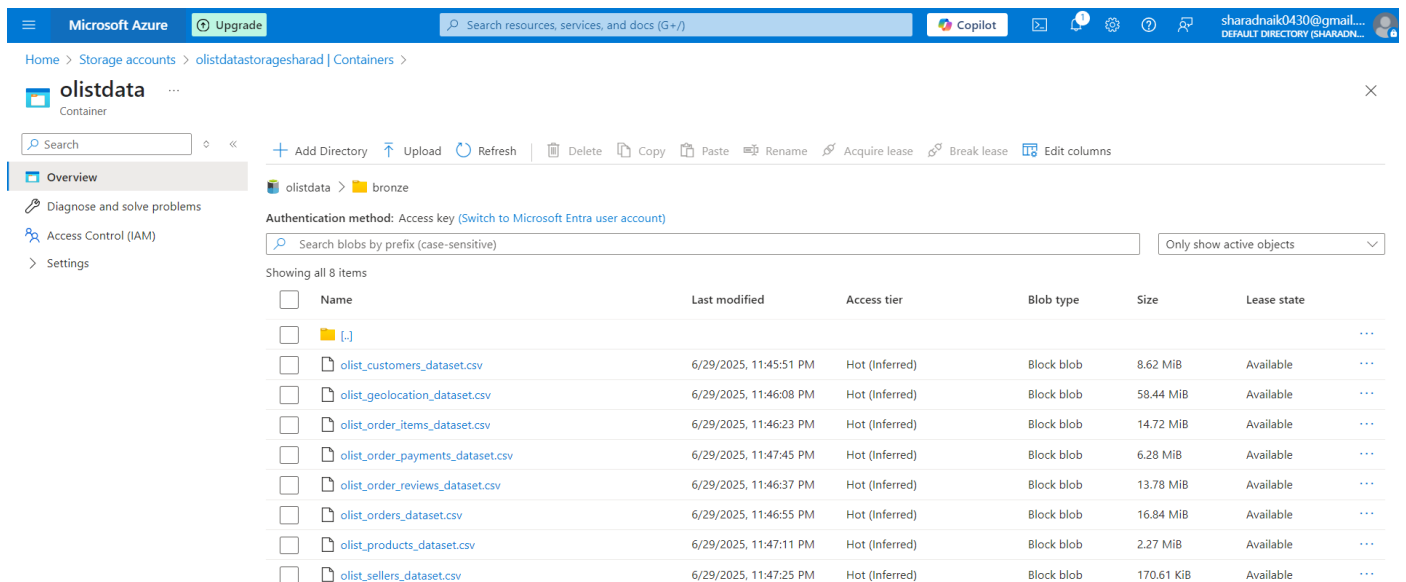 Microsoft Azure
Upgrade
Search resources, services, and docs (G+/)
Copilot
1
sharadnaik0430@gmail....
DEFAULT DIRECTORY (SHARADN...
Home > Storage accounts > olistdatastoragesharad | Containers >
olistdata ...
Container
Search
Overview
Diagnose and solve problems
Access Control (IAM)
Settings
Add Directory Upload Refresh Delete Copy Paste Rename Acquire lease Break lease Edit columns
olistdata > bronze
Authentication method: Access key (Switch to Microsoft Entra user account)
Search blobs by prefix (case-sensitive)
Only show active objects
Showing all 8 items
Name Last modified Access tier Blob type Size Lease state
[..] ...
olist_customers_dataset.csv 6/29/2025, 11:45:51 PM Hot (Inferred) Block blob 8.62 MiB Available ...
olist_geolocation_dataset.csv 6/29/2025, 11:46:08 PM Hot (Inferred) Block blob 58.44 MiB Available ...
olist_order_items_dataset.csv 6/29/2025, 11:46:23 PM Hot (Inferred) Block blob 14.72 MiB Available ...
olist_order_payments_dataset.csv 6/29/2025, 11:47:45 PM Hot (Inferred) Block blob 6.28 MiB Available ...
olist_order_reviews_dataset.csv 6/29/2025, 11:46:37 PM Hot (Inferred) Block blob 13.78 MiB Available ...
olist_orders_dataset.csv 6/29/2025, 11:46:55 PM Hot (Inferred) Block blob 16.84 MiB Available ...
olist_products_dataset.csv 6/29/2025, 11:47:11 PM Hot (Inferred) Block blob 2.27 MiB Available ...
olist_sellers_dataset.csv 6/29/2025, 11:47:25 PM Hot (Inferred) Block blob 170.61 KiB Available ...